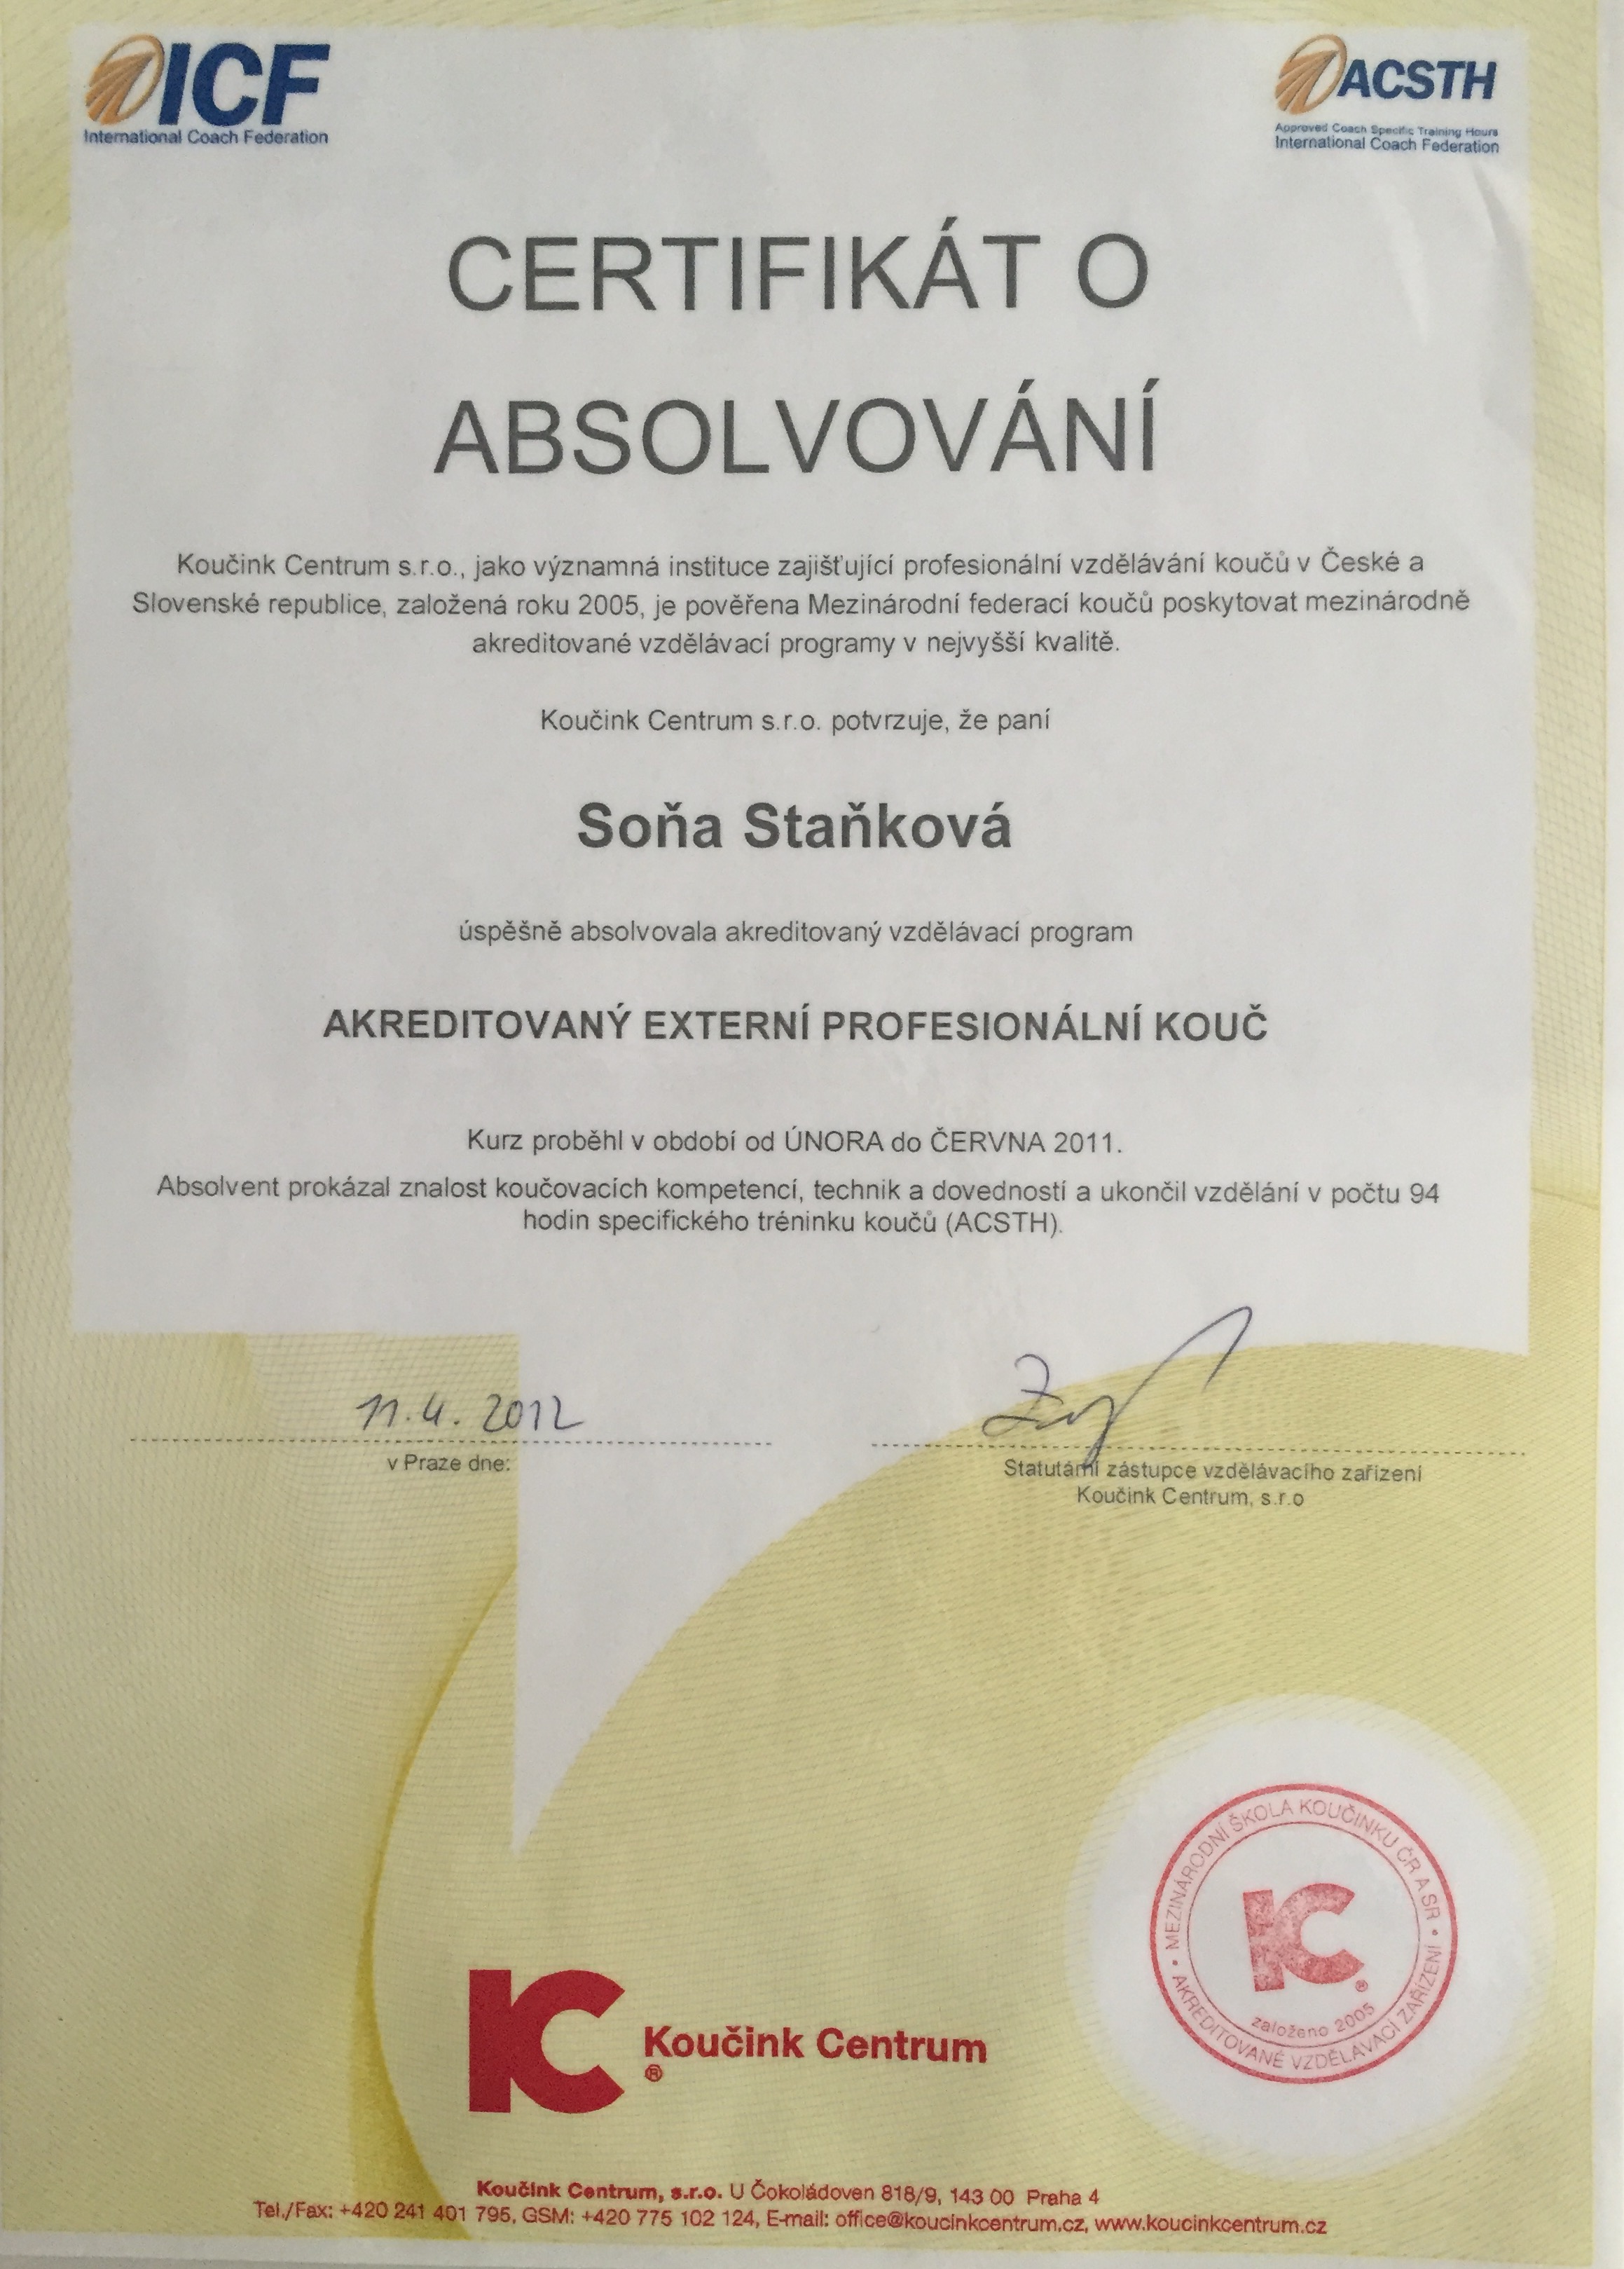 ICF
International Coach Federation
ACSTH
Approved Coach Specific Training Hours
International Coach Federation
CERTIFIKÁT O
ABSOLVOVÁNÍ
Koučink Centrum s.r.o., jako významná instituce zajišťující profesionální vzdělávání koučů v České a
Slovenské republice, založená roku 2005, je pověřena Mezinárodní federací koučů poskytovat mezinárodně
akreditované vzdělávací programy v nejvyšší kvalitě.
Koučink Centrum s.r.o. potvrzuje, že paní
Soňa Staňková
úspěšně absolvovala akreditovaný vzdělávací program
AKREDITOVANÝ EXTERNÍ PROFESIONÁLNÍ KOUČ
Kurz proběhl v období od ÚNORA do ČERVNA 2011.
Absolvent prokázal znalost koučovacích kompetencí, technik a dovedností a ukončil vzdělání v počtu 94
hodin specifického tréninku koučů (ACSTH).
11.4. 2012
v Praze dne:
Statutární zástupce vzdělávacího zařízení
Koučink Centrum, s.r.o
• MEZINÁRODNÍ ŠKOLA KOUČINKU ČR A SR •
KC®
založeno 2005
AKREDITOVANÉ VZDĚLÁVACÍ ZAŘÍZENÍ
KC® Koučink Centrum
Koučink Centrum, s.r.o. U Čokoládoven 818/9, 143 00 Praha 4
Tel./Fax: +420 241 401 795, GSM: +420 775 102 124, E-mail: office@koucinkcentrum.cz, www.koucinkcentrum.cz